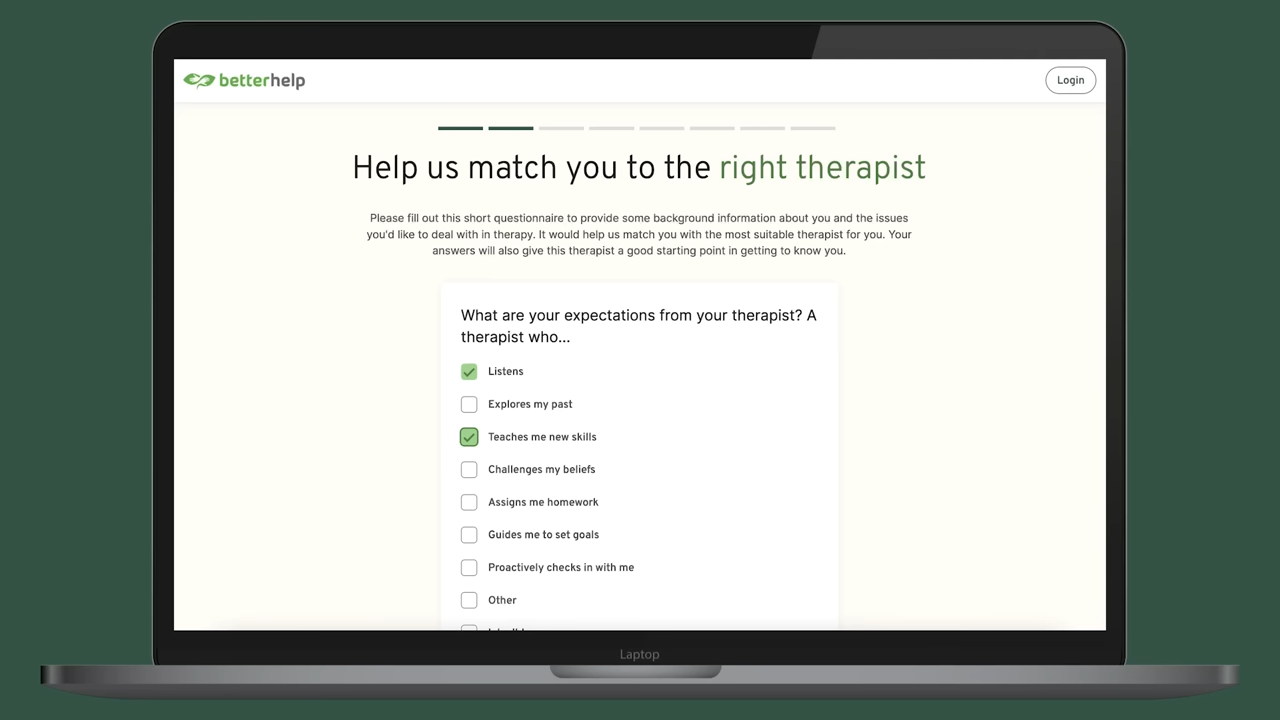 betterhelp
Login
Help us match you to the right therapist
Please fill out this short questionnaire to provide some background information about you and the issues
you'd like to deal with in therapy. It would help us match you with the most suitable therapist for you. Your
answers will also give this therapist a good starting point in getting to know you.
What are your expectations from your therapist? A
therapist who...
Listens
Explores my past
Teaches me new skills
Challenges my beliefs
Assigns me homework
Guides me to set goals
Proactively checks in with me
Other
Laptop